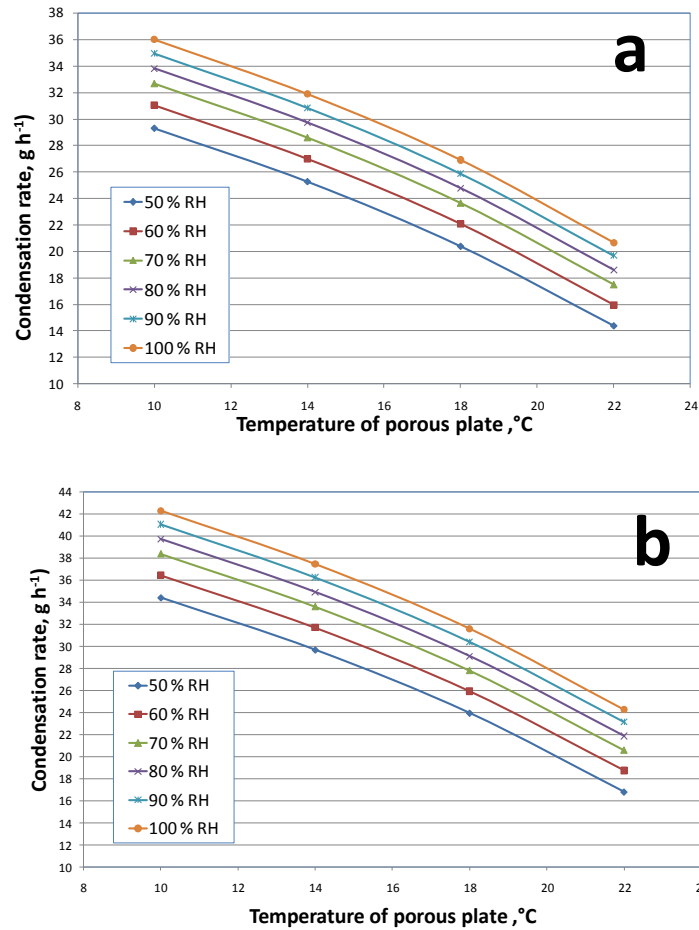 a
38
36
34
32
30
28
26
24
22
20
18
16
14
12
10
Condensation rate, g h-1)
50 % RH
60 % RH
70 % RH
80 % RH
90 % RH
100 % RH
8 10 12 14 16 18 20 22 24
Temperature of porous plate ,°C
b
44
42
40
38
36
34
32
30
28
26
24
22
20
18
16
14
12
10
Condensation rate, g h-1)
50 % RH
60 % RH
70 % RH
80 % RH
90 % RH
100 % RH
8 10 12 14 16 18 20 22
Temperature of porous plate ,°C